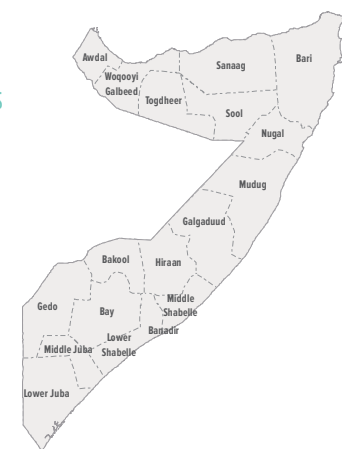 Awdal
Woqooyi
Galbeed
Togdheer
Sanaag
Bari
Sool
Nugal
Mudug
Galgaduud
Hiraan
Bakool
Middle
Shabelle
Gedo
Bay
Banadir
Lower
Shabelle
Middle Juba
Lower Juba